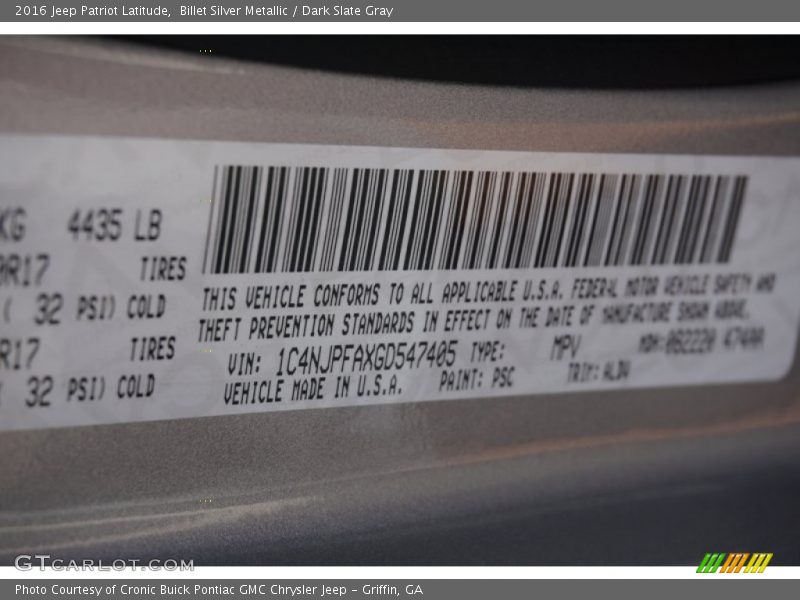 2016 Jeep Patriot Latitude, Billet Silver Metallic / Dark Slate Gray
KG 4435 LB
R17 TIRES
( 32 PSI) COLD
R17 TIRES
32 PSI) COLD
THIS VEHICLE CONFORMS TO ALL APPLICABLE U.S.A. FEDERAL MOTOR VEHICLE SAFETY AND
THEFT PREVENTION STANDARDS IN EFFECT ON THE DATE OF MANUFACTURE SHOWN ABOVE.
VIN: 1C4NJPFAXGD547405 TYPE: MPV
VEHICLE MADE IN U.S.A. PAINT: PSC TRIM:
GTCARLOT.COM
Photo Courtesy of Cronic Buick Pontiac GMC Chrysler Jeep - Griffin, GA